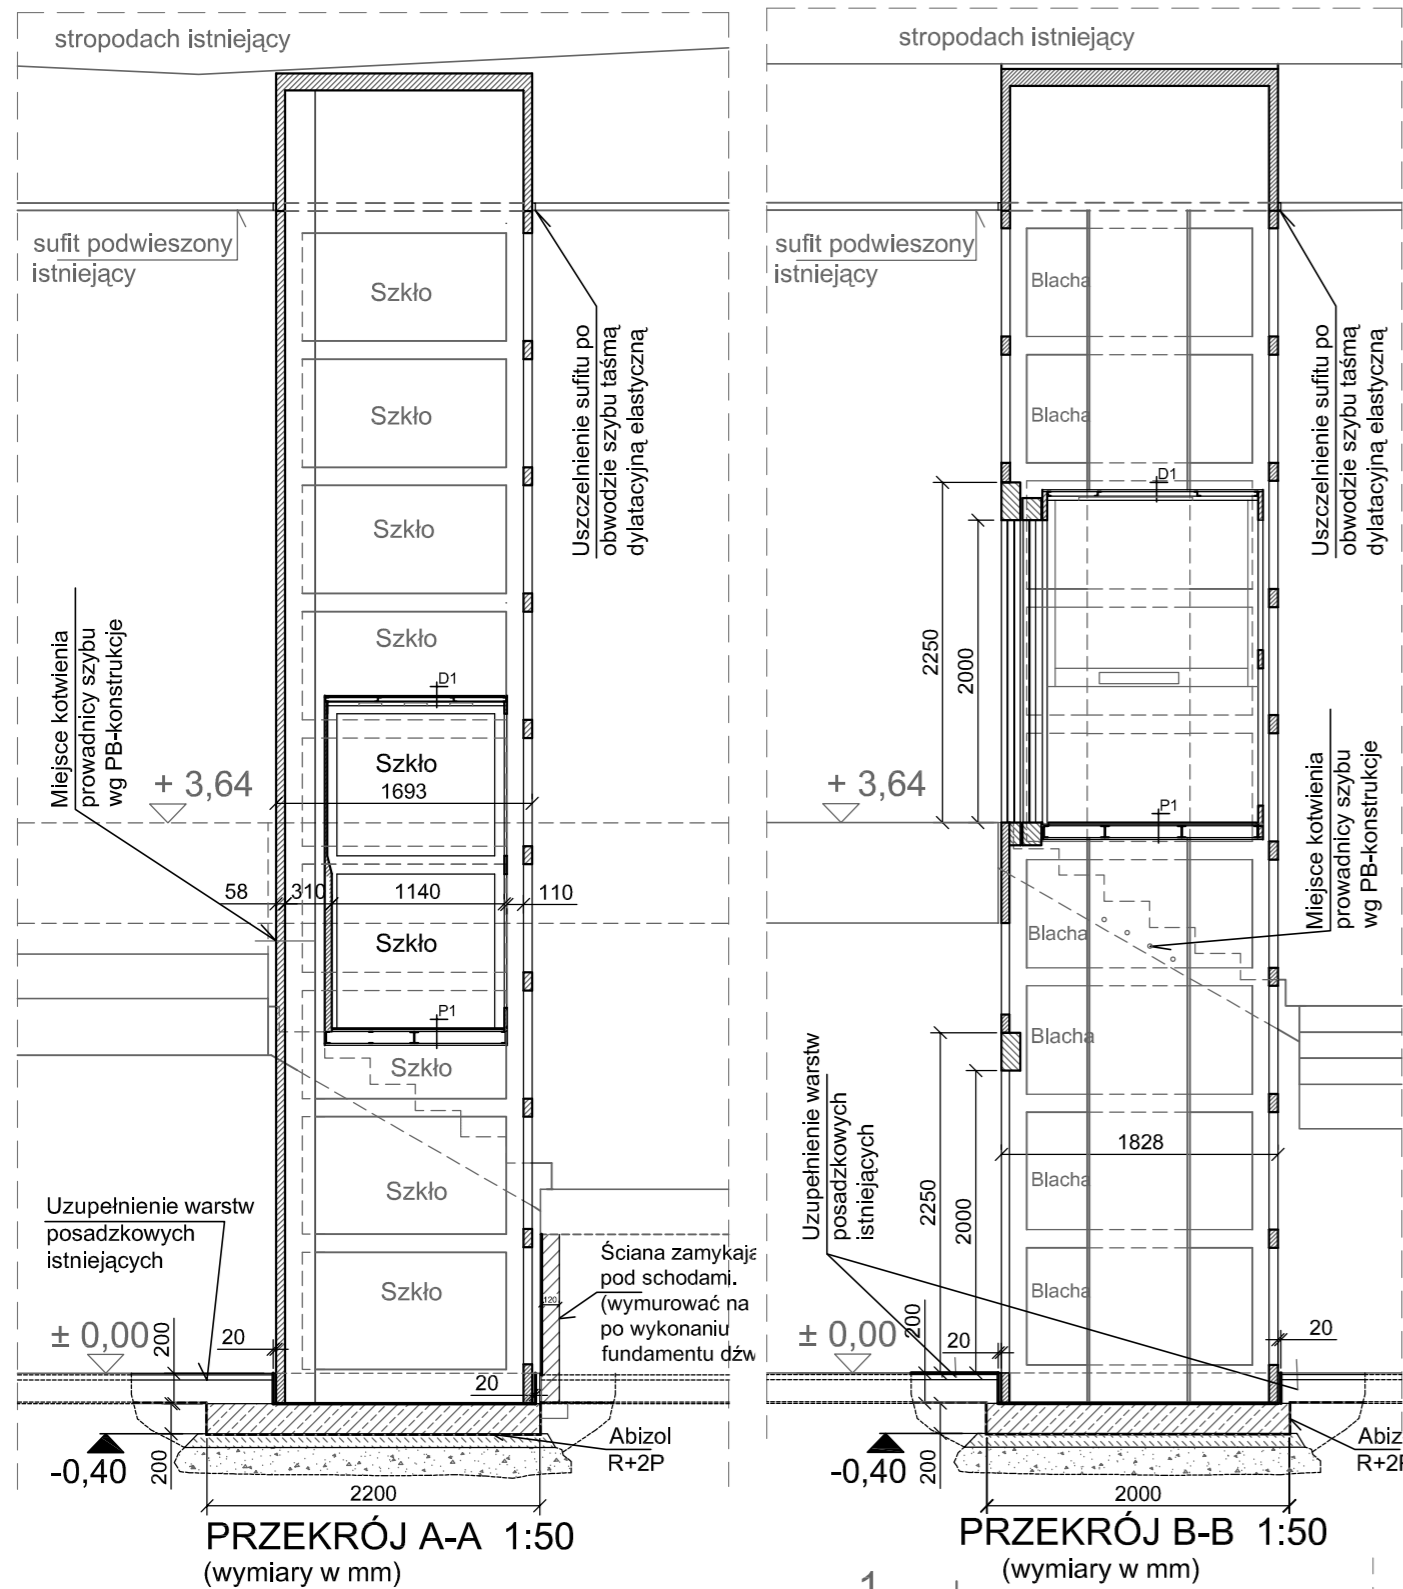 stropodach istniejący
sufit podwieszony
istniejący
Szkło
Szkło
Szkło
Szkło
Uszczelnienie sufitu po
obwodzie szybu taśmą
dylatacyjną elastyczną
Miejsce kotwienia
prowadnicy szybu
wg PB-konstrukcje
D1
Szkło
1693
+ 3,64
58
310
1140
110
Szkło
P1
Szkło
Szkło
Szkło
Uzupełnienie warstw
posadzkowych
istniejących
Ściana zamykają
pod schodami.
(wymurować na
po wykonaniu
fundamentu dźw
120
± 0,00
200
20
20
-0,40
200
Abizol
R+2P
2200
PRZEKRÓJ A-A 1:50
(wymiary w mm)
stropodach istniejący
sufit podwieszony
istniejący
Blacha
Blacha
Uszczelnienie sufitu po
obwodzie szybu taśmą
dylatacyjną elastyczną
D1
2250
2000
+ 3,64
P1
Miejsce kotwienia
prowadnicy szybu
wg PB-konstrukcje
Blacha
Blacha
Uzupełnienie warstw
posadzkowych
istniejących
1828
2250
2000
Blacha
Blacha
± 0,00
200
20
20
-0,40
200
Abiz
R+2P
2000
PRZEKRÓJ B-B 1:50
(wymiary w mm)
1